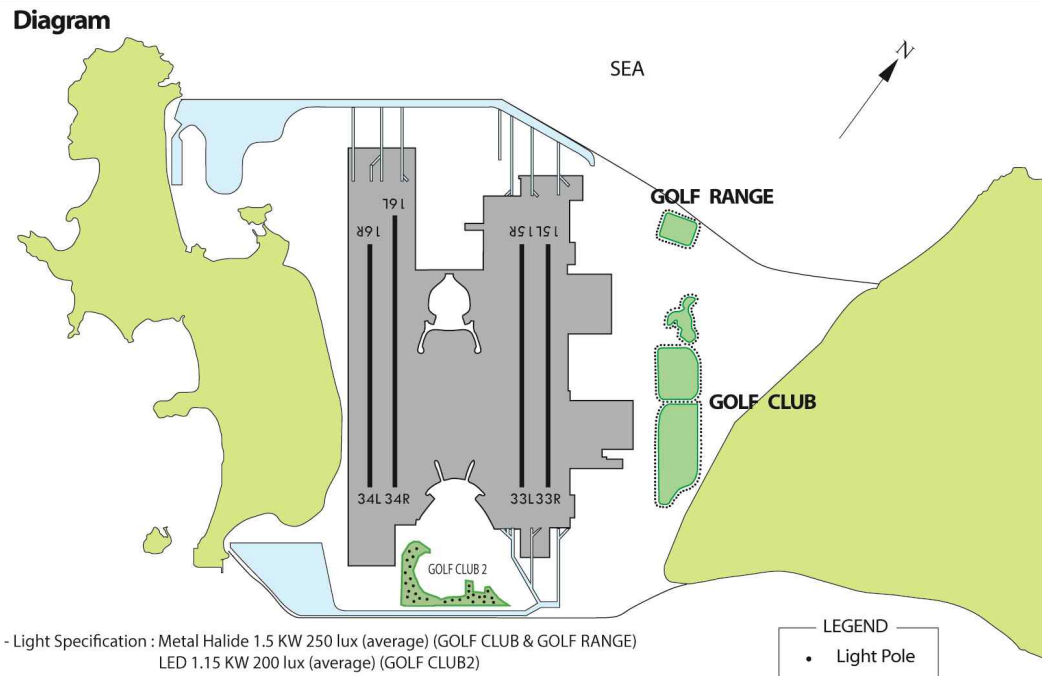 Diagram
SEA
N
GOLF RANGE
16L
16R
15R
15L
GOLF CLUB
34L 34R
33L 33R
GOLF CLUB 2
- Light Specification : Metal Halide 1.5 KW 250 lux (average) (GOLF CLUB & GOLF RANGE)
LED 1.15 KW 200 lux (average) (GOLF CLUB2)
LEGEND
• Light Pole